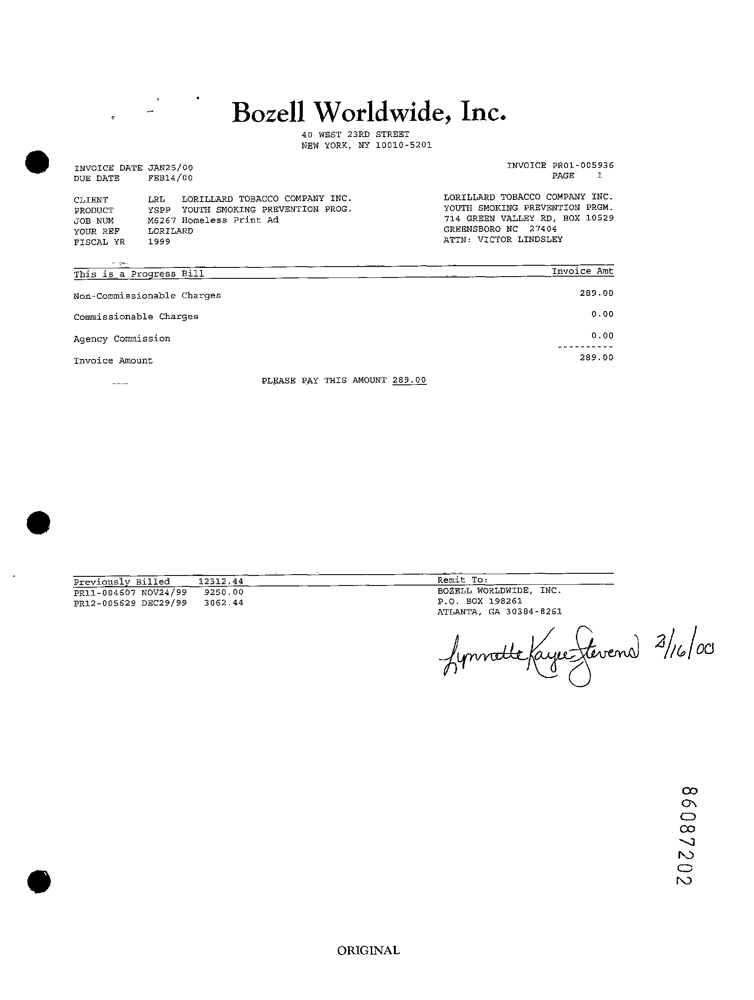 Bozell Worldwide, Inc.
40 WEST 23RD STREET
NEW YORK, NY 10010-5201
INVOICE DATE JAN25/00
DUE DATE FEB14/00
INVOICE PR01-005936
PAGE 1
CLIENT LRL LORILLARD TOBACCO COMPANY INC.
PRODUCT YSPP YOUTH SMOKING PREVENTION PROG.
JOB NUM M6267 Homeless Print Ad
YOUR REF LORILARD
FISCAL YR 1999
LORILLARD TOBACCO COMPANY INC.
YOUTH SMOKING PREVENTION PRGM.
714 GREEN VALLEY RD, BOX 10529
GREENSBORO NC 27404
ATTN: VICTOR LINDSLEY
This is a Progress Bill Invoice Amt
Non-Commissionable Charges 289.00
Commissionable Charges 0.00
Agency Commission 0.00
Invoice Amount 289.00
PLEASE PAY THIS AMOUNT 289.00
Previously Billed 12312.44
PR11-004607 NOV24/99 9250.00
PR12-005629 DEC29/99 3062.44
Remit To:
BOZELL WORLDWIDE, INC.
P.O. BOX 198261
ATLANTA, GA 30384-8261
Lynnette Kaye-Stevens 2/16/00
86087202
ORIGINAL